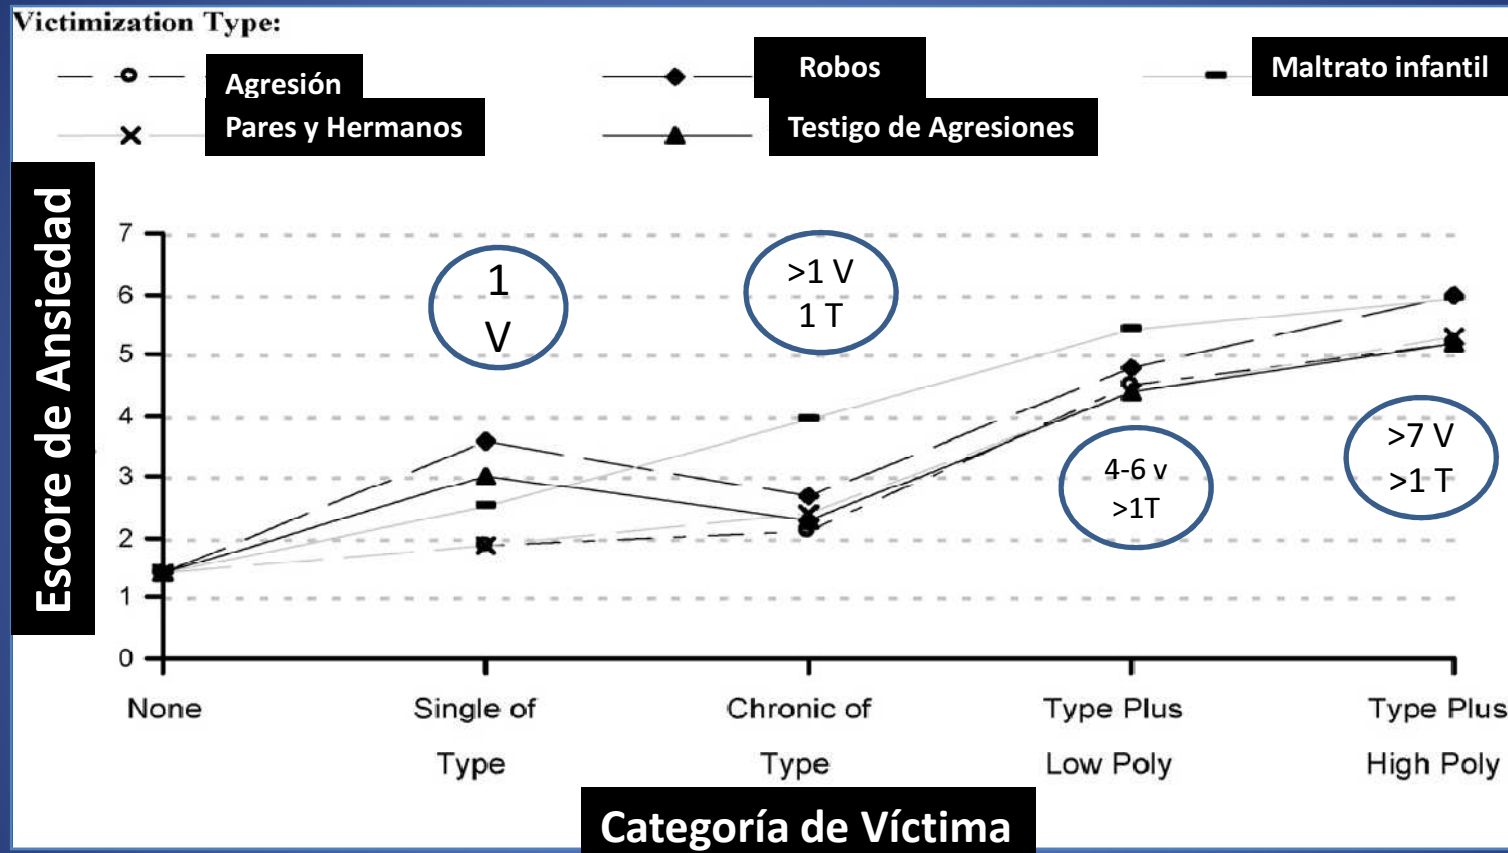 Victimization Type:
Agresión
Robos
Maltrato infantil
Pares y Hermanos
Testigo de Agresiones
Escore de Ansiedad
7
6
5
4
3
2
1
0
1
V
>1 V
1 T
4-6 v
>1T
>7 V
>1 T
None
Single of
Type
Chronic of
Type
Type Plus
Low Poly
Type Plus
High Poly
Categoría de Víctima